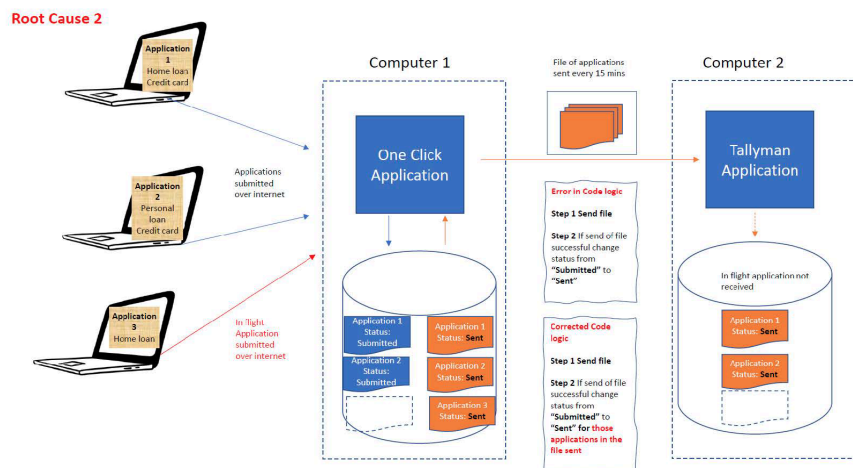 Root Cause 2
Application
1
Home loan
Credit card
Application
2
Personal
loan
Credit card
Application
3
Home loan
Applications
submitted
over internet
In flight
Application
submitted
over internet
Computer 1
One Click
Application
Application 1
Status:
Submitted
Application 2
Status:
Submitted
Application 1
Status: Sent
Application 2
Status: Sent
Application 3
Status: Sent
File of applications
sent every 15 mins
Error in Code logic
Step 1 Send file
Step 2 If send of file
successful change
status from
“Submitted” to
“Sent”
Corrected Code
logic
Step 1 Send file
Step 2 If send of file
successful change
status from
“Submitted” to
“Sent” for those
applications in the
file sent
Computer 2
Tallyman
Application
In flight application not
received
Application 1
Status: Sent
Application 2
Status: Sent